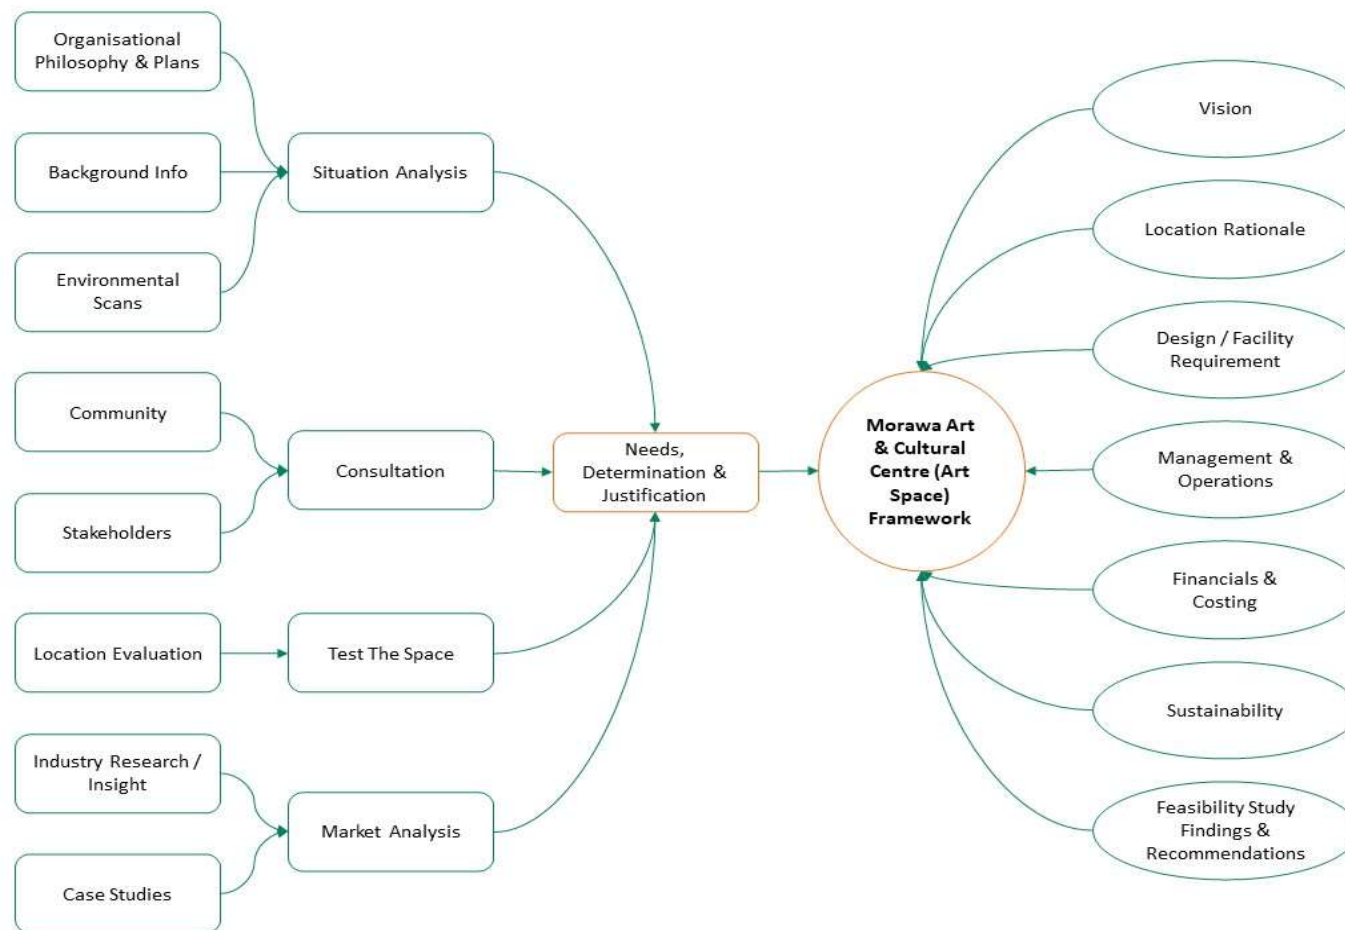 Organisational
Philosophy & Plans
Background Info
Environmental
Scans
Community
Stakeholders
Location Evaluation
Industry Research /
Insight
Case Studies
Situation Analysis
Consultation
Test The Space
Market Analysis
Needs,
Determination &
Justification
Morawa Art
& Cultural
Centre (Art
Space)
Framework
Vision
Location Rationale
Design / Facility
Requirement
Management &
Operations
Financials &
Costing
Sustainability
Feasibility Study
Findings &
Recommendations